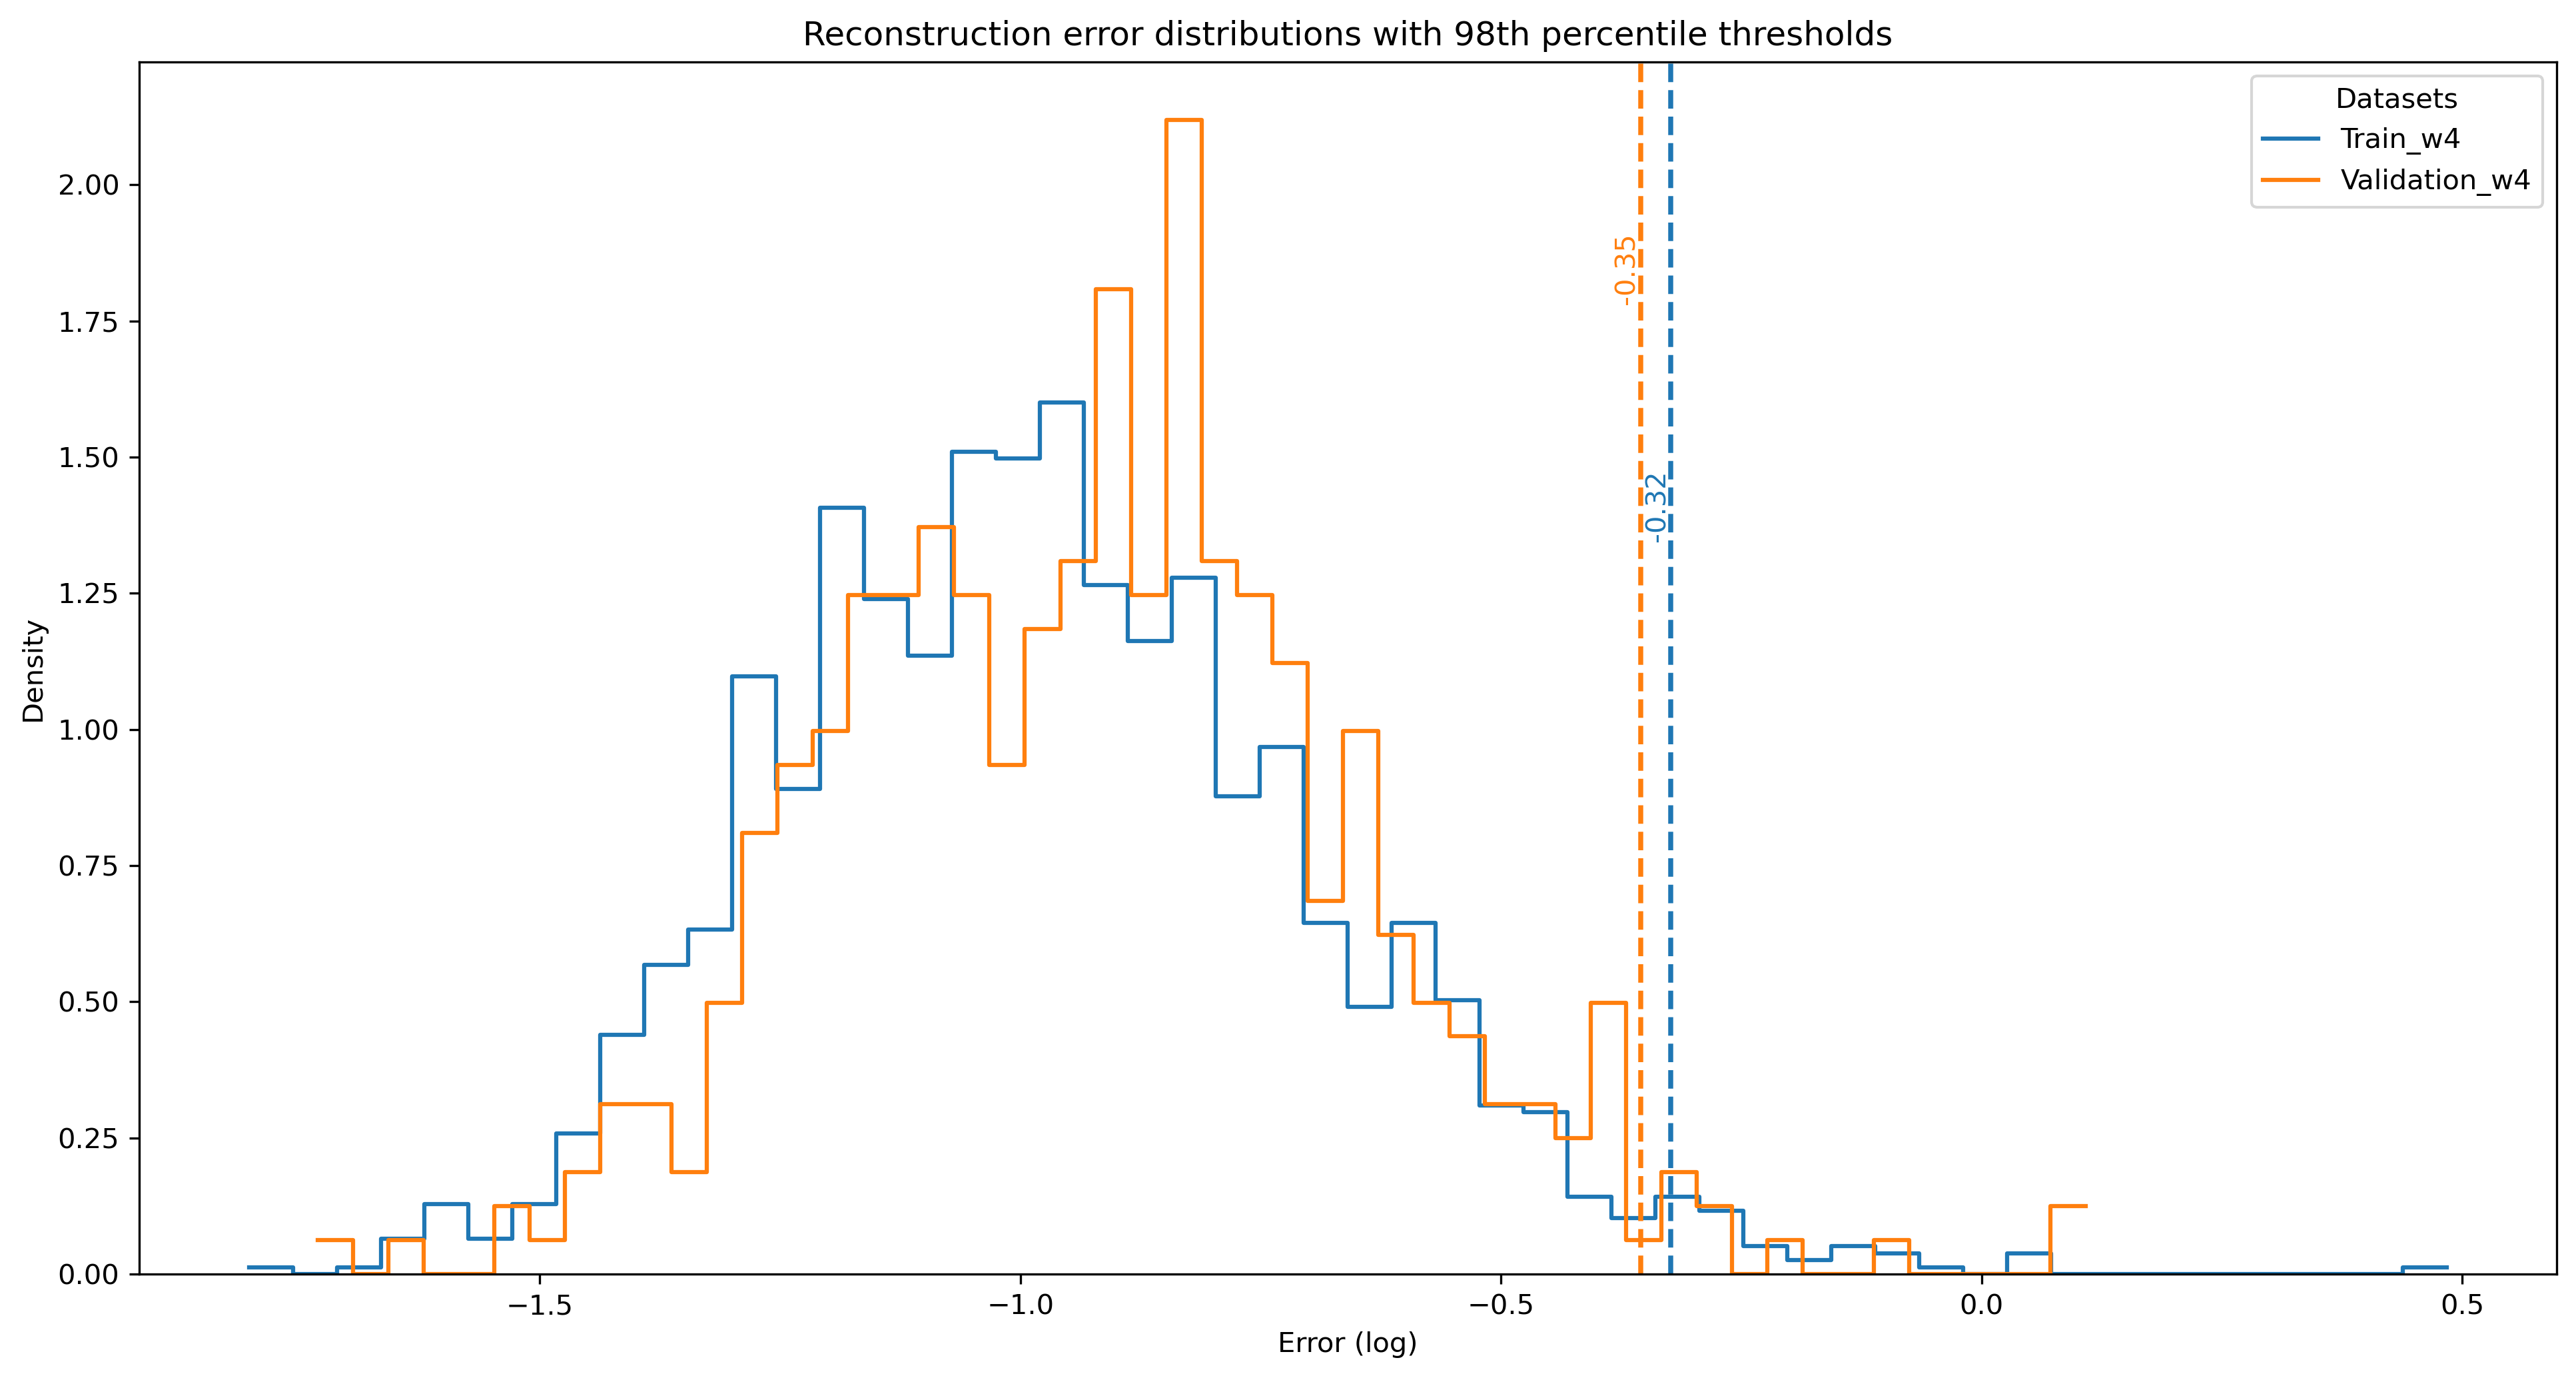 Reconstruction error distributions with 98th percentile thresholds
Datasets
Train_w4
Validation_w4
2.00
1.75
1.50
1.25
1.00
0.75
0.50
0.25
0.00
Density
-0.35
-0.32
−1.5
−1.0
−0.5
0.0
0.5
Error (log)